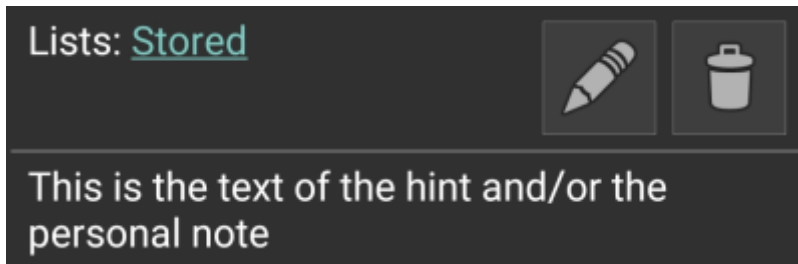 Lists: Stored
This is the text of the hint and/or the
personal note